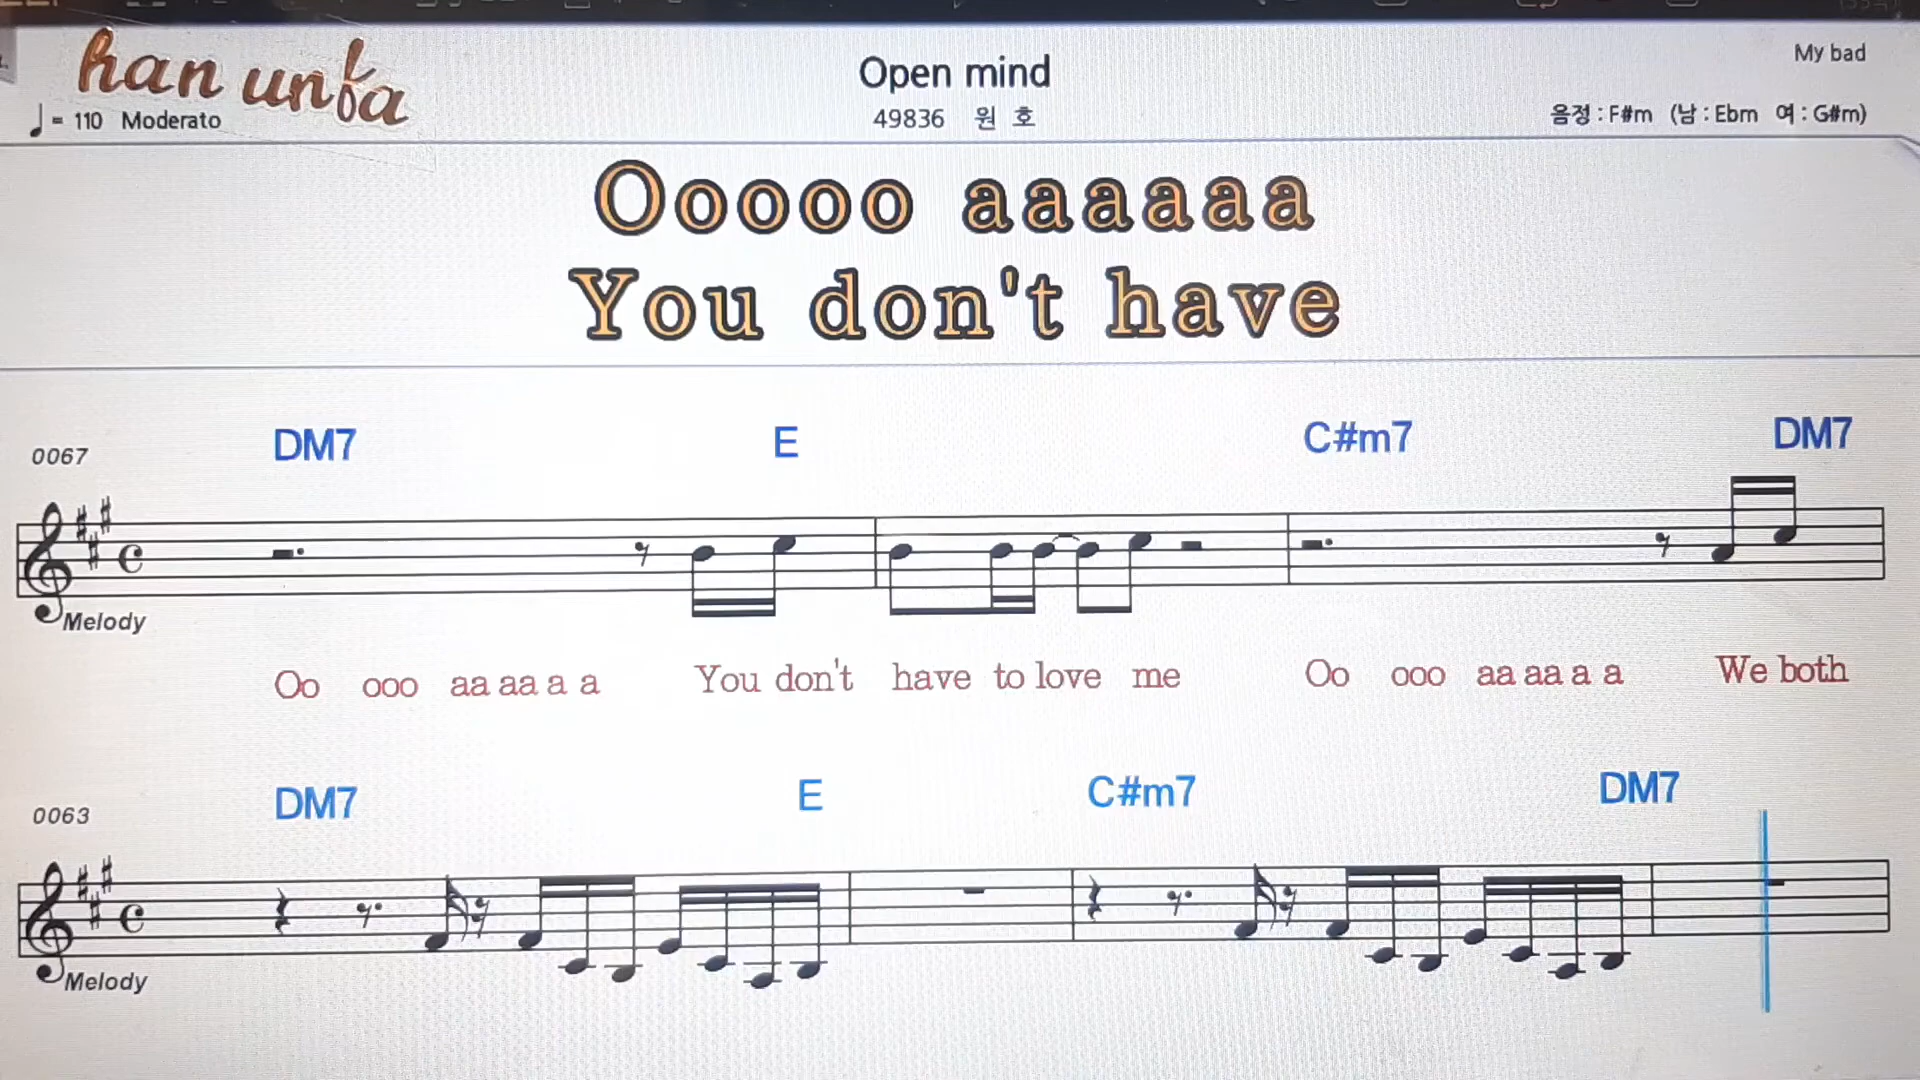 han unfa
Open mind
My bad
= 110 Moderato
49836 원 호
음정 : F#m (남 : Ebm 여 : G#m)
Ooooo aaaaaa
You don't have
0067 DM7 E C#m7 DM7
Melody
Oo ooo aa aa a a You don't have to love me Oo ooo aa aa a a We both
0063 DM7 E C#m7 DM7
Melody